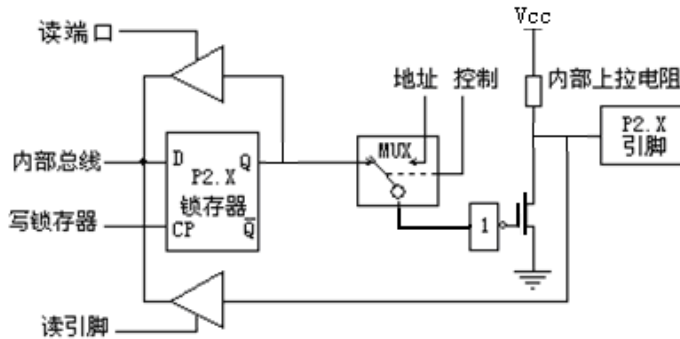 Vcc
读端口
地址 控制
内部上拉电阻
MUX
P2.X
引脚
内部总线
D Q
P2.X
锁存器
写锁存器
CP Q̅
1
读引脚